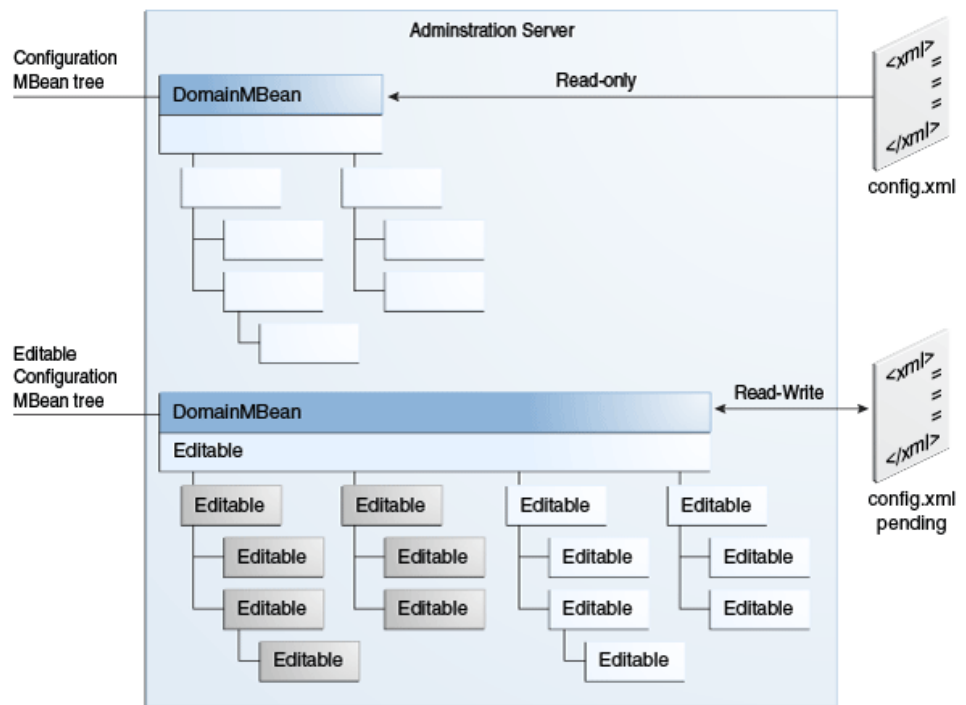 Adminstration Server
Configuration
MBean tree
DomainMBean
Read-only
<xml>
=
=
=
</xml>
config.xml
Editable
Configuration
MBean tree
DomainMBean
Editable
Read-Write
<xml>
=
=
=
</xml>
config.xml
pending
Editable
Editable
Editable
Editable
Editable
Editable
Editable
Editable
Editable
Editable
Editable
Editable
Editable
Editable